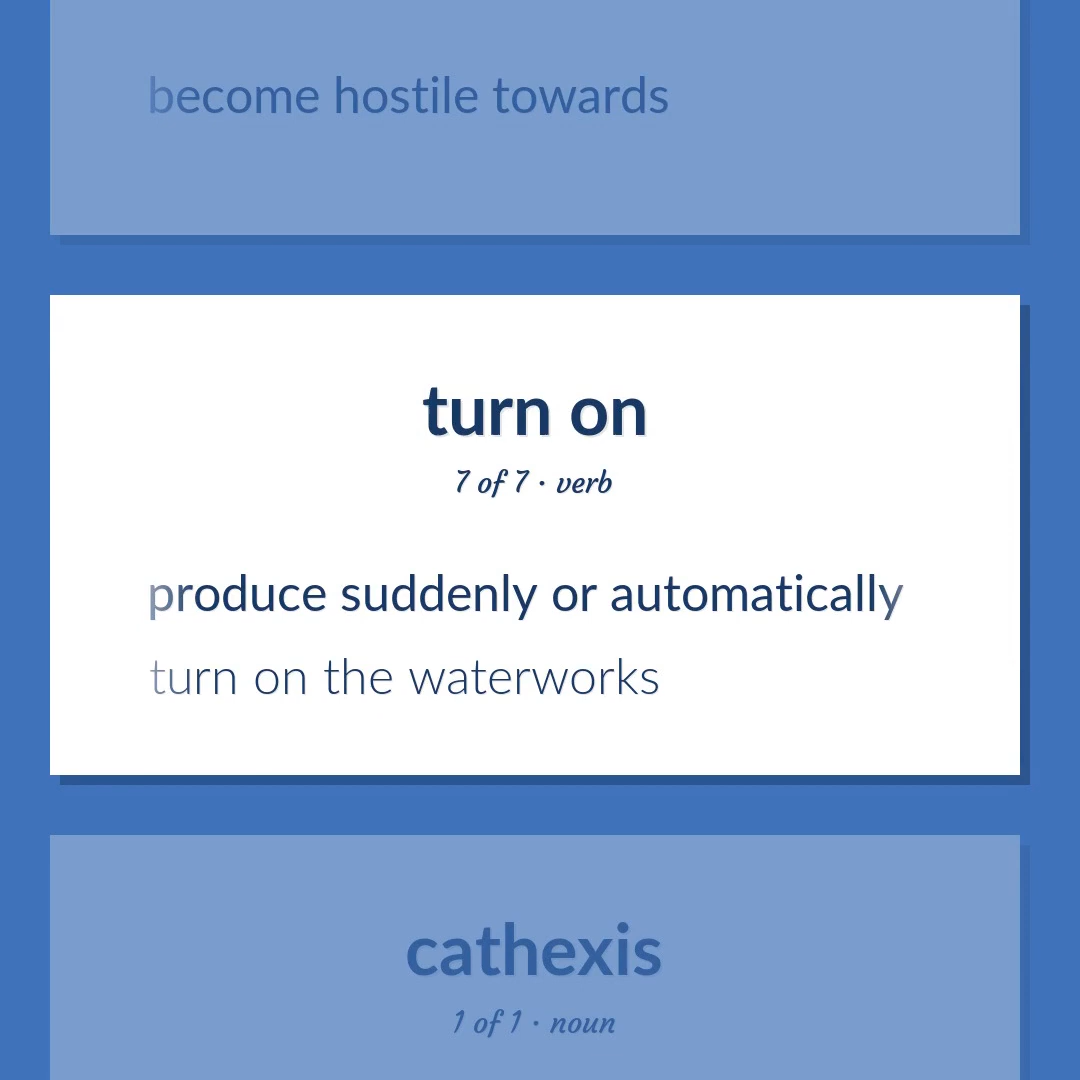 become hostile towards
turn on
7 of 7 · verb
produce suddenly or automatically
turn on the waterworks
cathexis
1 of 1 · noun